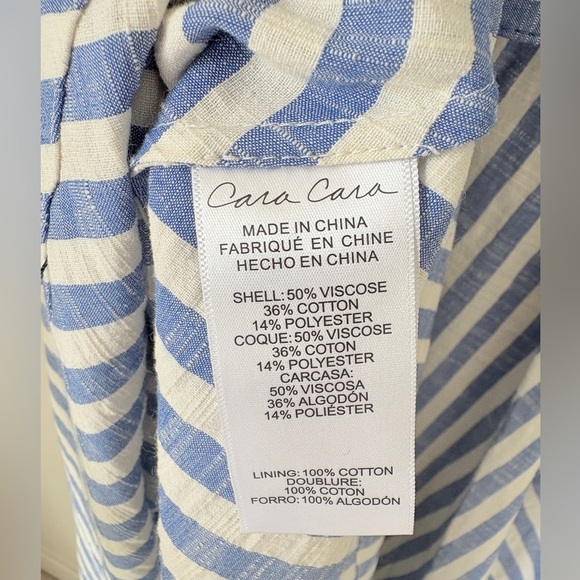 Cara Cara
MADE IN CHINA
FABRIQUÉ EN CHINE
HECHO EN CHINA
SHELL: 50% VISCOSE
36% COTTON
14% POLYESTER
COQUE: 50% VISCOSE
36% COTON
14% POLYESTER
CARCASA:
50% VISCOSA
36% ALGODÓN
14% POLIÉSTER
LINING: 100% COTTON
DOUBLURE:
100% COTON
FORRO: 100% ALGODÓN